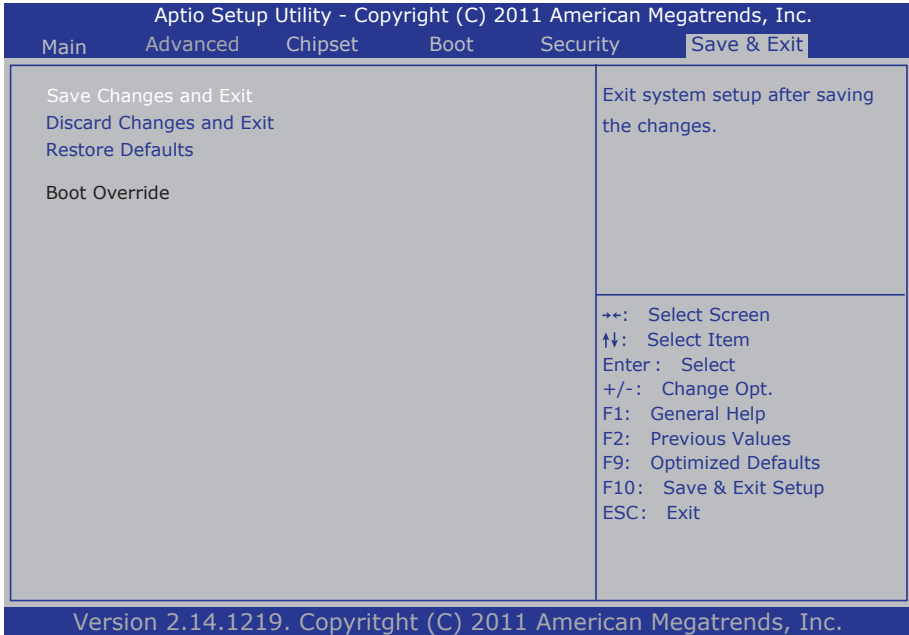 Aptio Setup Utility - Copyright (C) 2011 American Megatrends, Inc.
Main Advanced Chipset Boot Security Save & Exit
Save Changes and Exit
Discard Changes and Exit
Restore Defaults
Boot Override
Exit system setup after saving
the changes.
→←: Select Screen
↑↓: Select Item
Enter : Select
+/-: Change Opt.
F1: General Help
F2: Previous Values
F9: Optimized Defaults
F10: Save & Exit Setup
ESC: Exit
Version 2.14.1219. Copyritght (C) 2011 American Megatrends, Inc.